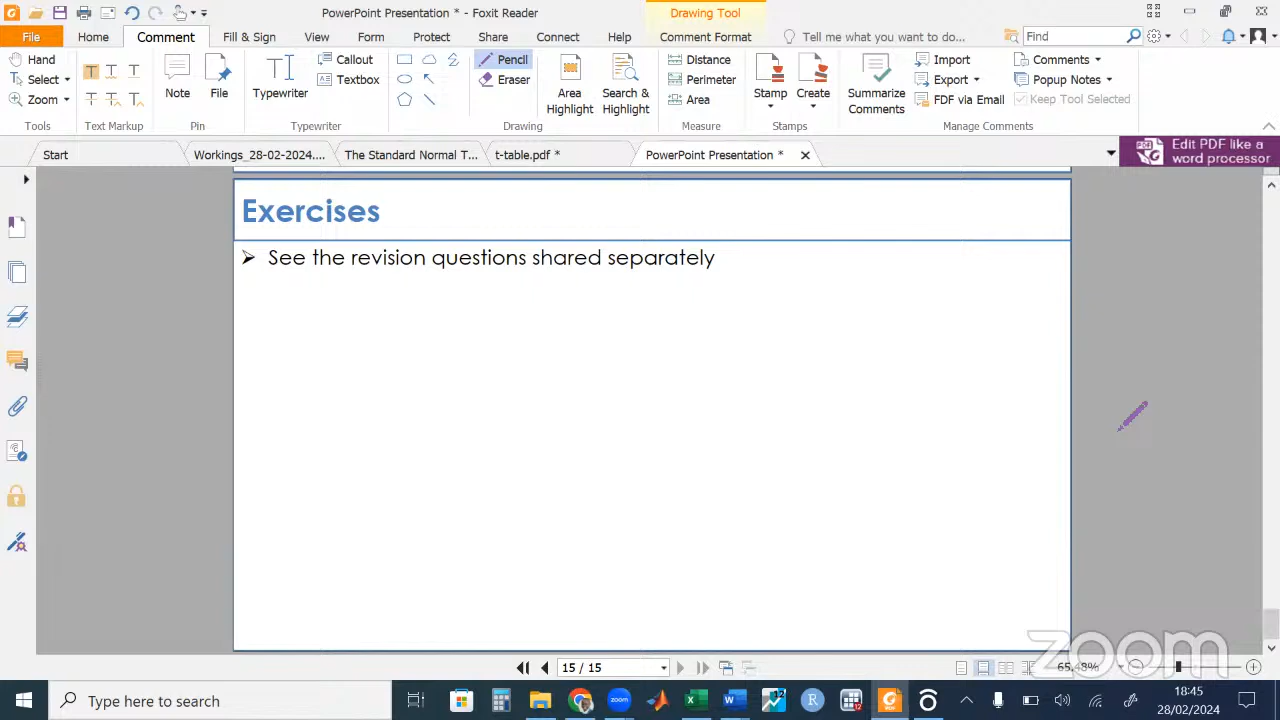 PowerPoint Presentation * - Foxit Reader
Drawing Tool
File Home Comment Fill & Sign View Form Protect Connect Share Help Comment Format Tell me what you want to do... Find
Hand
Select
Zoom
Tools
Text Markup
Note
File
Pin
Typewriter
Callout
Textbox
Typewriter
Pencil
Eraser
Area
Highlight
Search &
Highlight
Drawing
Distance
Perimeter
Area
Measure
Stamp
Create
Stamps
Summarize
Comments
Import
Export
FDF via Email
Comments
Popup Notes
Keep Tool Selected
Manage Comments
Start
Workings_28-02-2024....
The Standard Normal T...
t-table.pdf *
PowerPoint Presentation *
Edit PDF like a
word processor
Exercises
See the revision questions shared separately
zoom
15 / 15
65.48%
Type here to search
zoom
18:45
28/02/2024